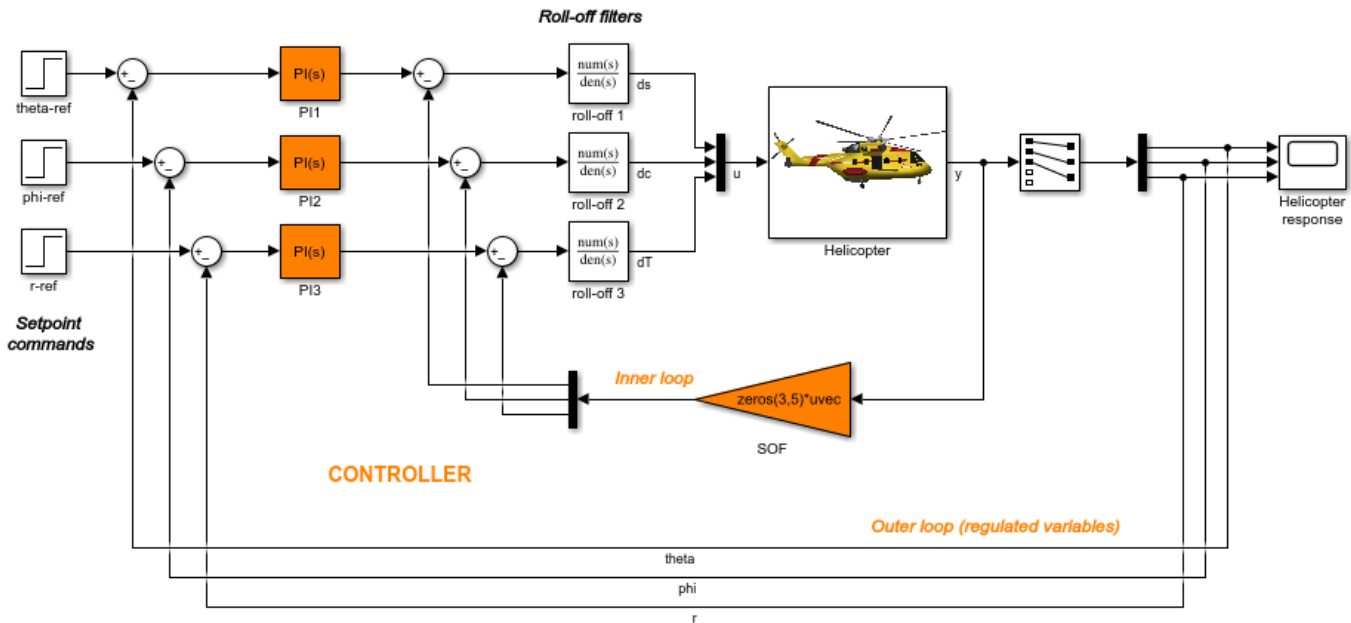 Roll-off filters
theta-ref
+
-
PI(s)
PI1
+
-
num(s)
den(s)
ds
roll-off 1
phi-ref
+
-
PI(s)
PI2
+
-
num(s)
den(s)
dc
roll-off 2
u
Helicopter
y
Helicopter
response
r-ref
+
-
PI(s)
PI3
+
-
num(s)
den(s)
dT
roll-off 3
Setpoint
commands
Inner loop
zeros(3,5)*uvec
SOF
CONTROLLER
Outer loop (regulated variables)
theta
phi
r